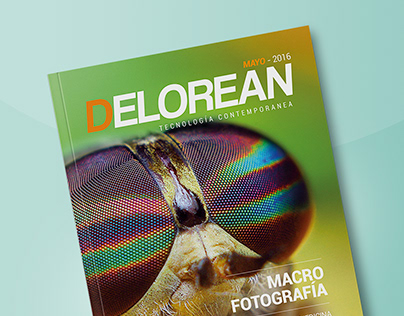 MAYO - 2016
DELOREAN
TECNOLOGÍA CONTEMPORANEA
MACRO
FOTOGRAFÍA